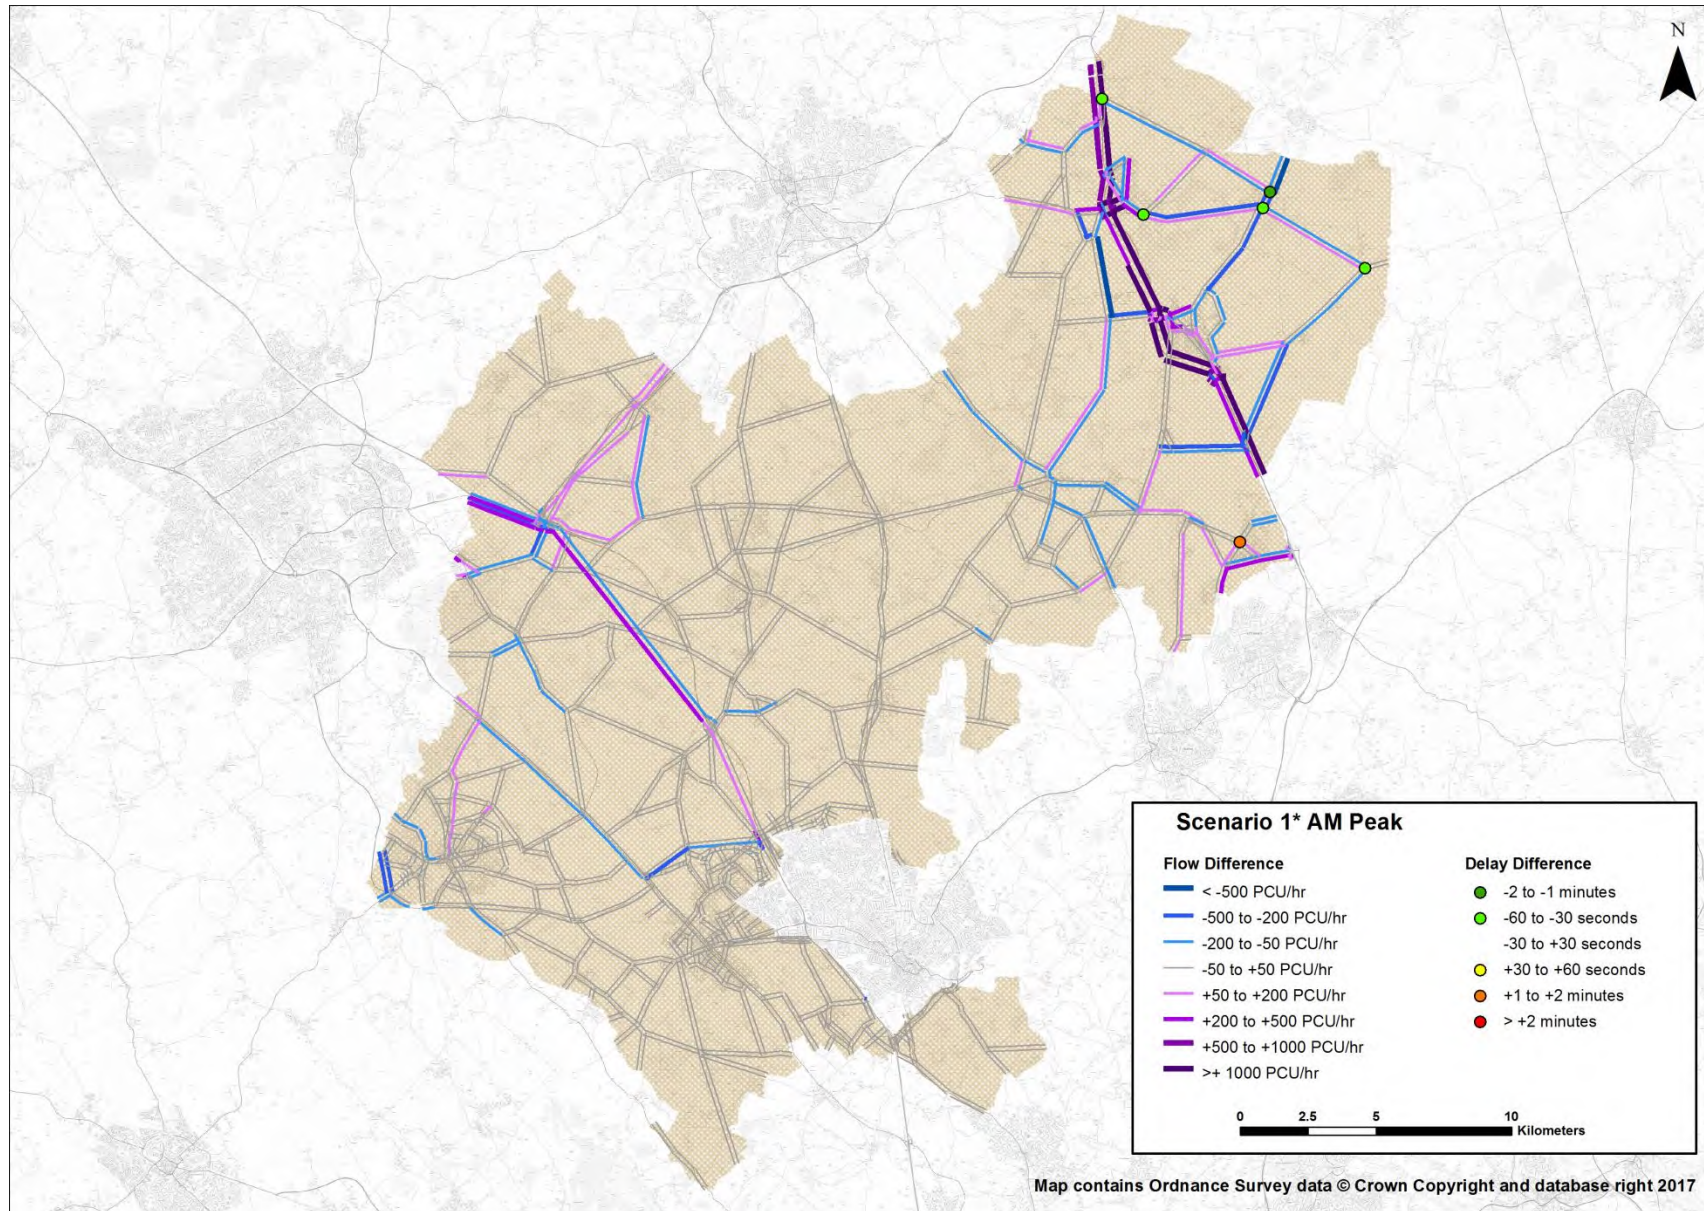 N
Scenario 1* AM Peak
Flow Difference
< -500 PCU/hr
-500 to -200 PCU/hr
-200 to -50 PCU/hr
-50 to +50 PCU/hr
+50 to +200 PCU/hr
+200 to +500 PCU/hr
+500 to +1000 PCU/hr
>+ 1000 PCU/hr
Delay Difference
-2 to -1 minutes
-60 to -30 seconds
-30 to +30 seconds
+30 to +60 seconds
+1 to +2 minutes
> +2 minutes
0 2.5 5 10
Kilometers
Map contains Ordnance Survey data © Crown Copyright and database right 2017